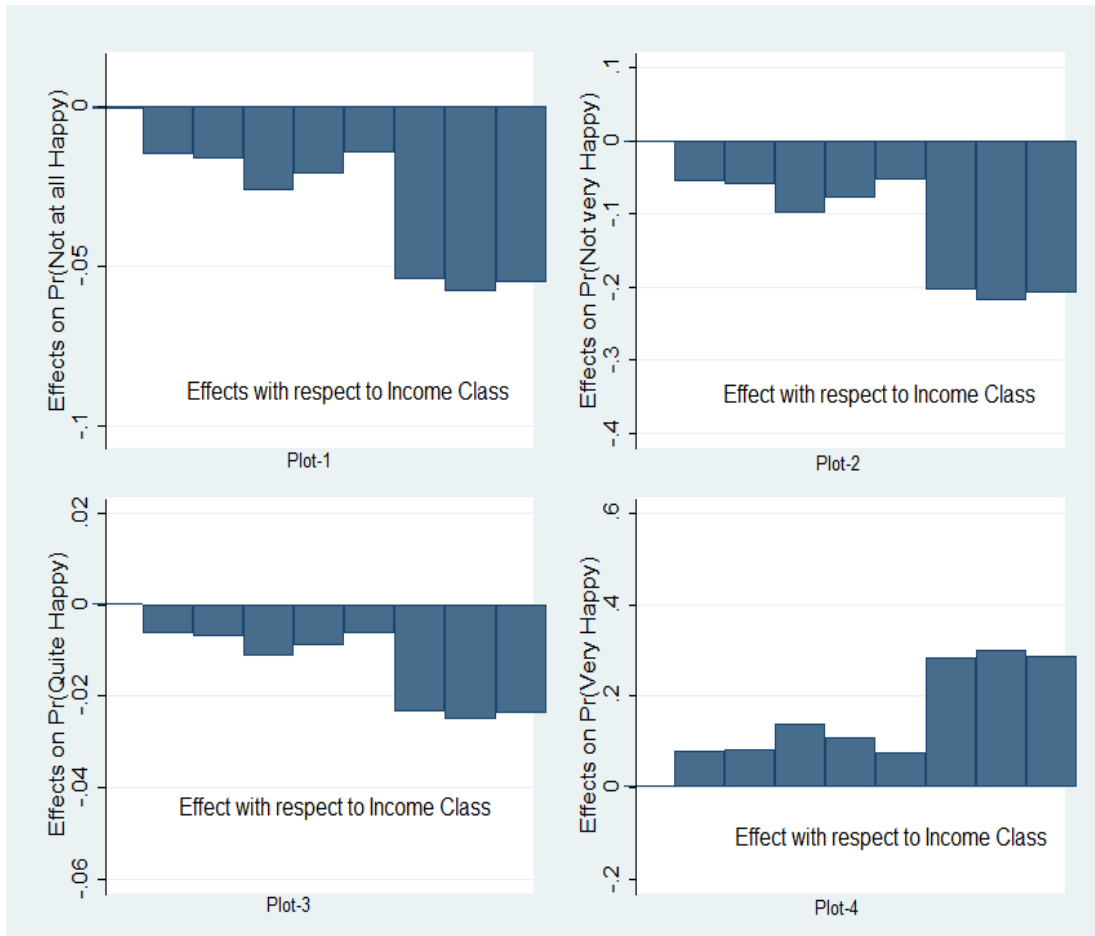 Effects on Pr(Not at all Happy)
0
-.05
-.1
Effects with respect to Income Class
Plot-1
Effects on Pr(Not very Happy)
.1
0
-.1
-.2
-.3
-.4
Effect with respect to Income Class
Plot-2
Effects on Pr(Quite Happy)
.02
0
-.02
-.04
-.06
Effect with respect to Income Class
Plot-3
Effects on Pr(Very Happy)
.6
.4
.2
0
-.2
Effect with respect to Income Class
Plot-4